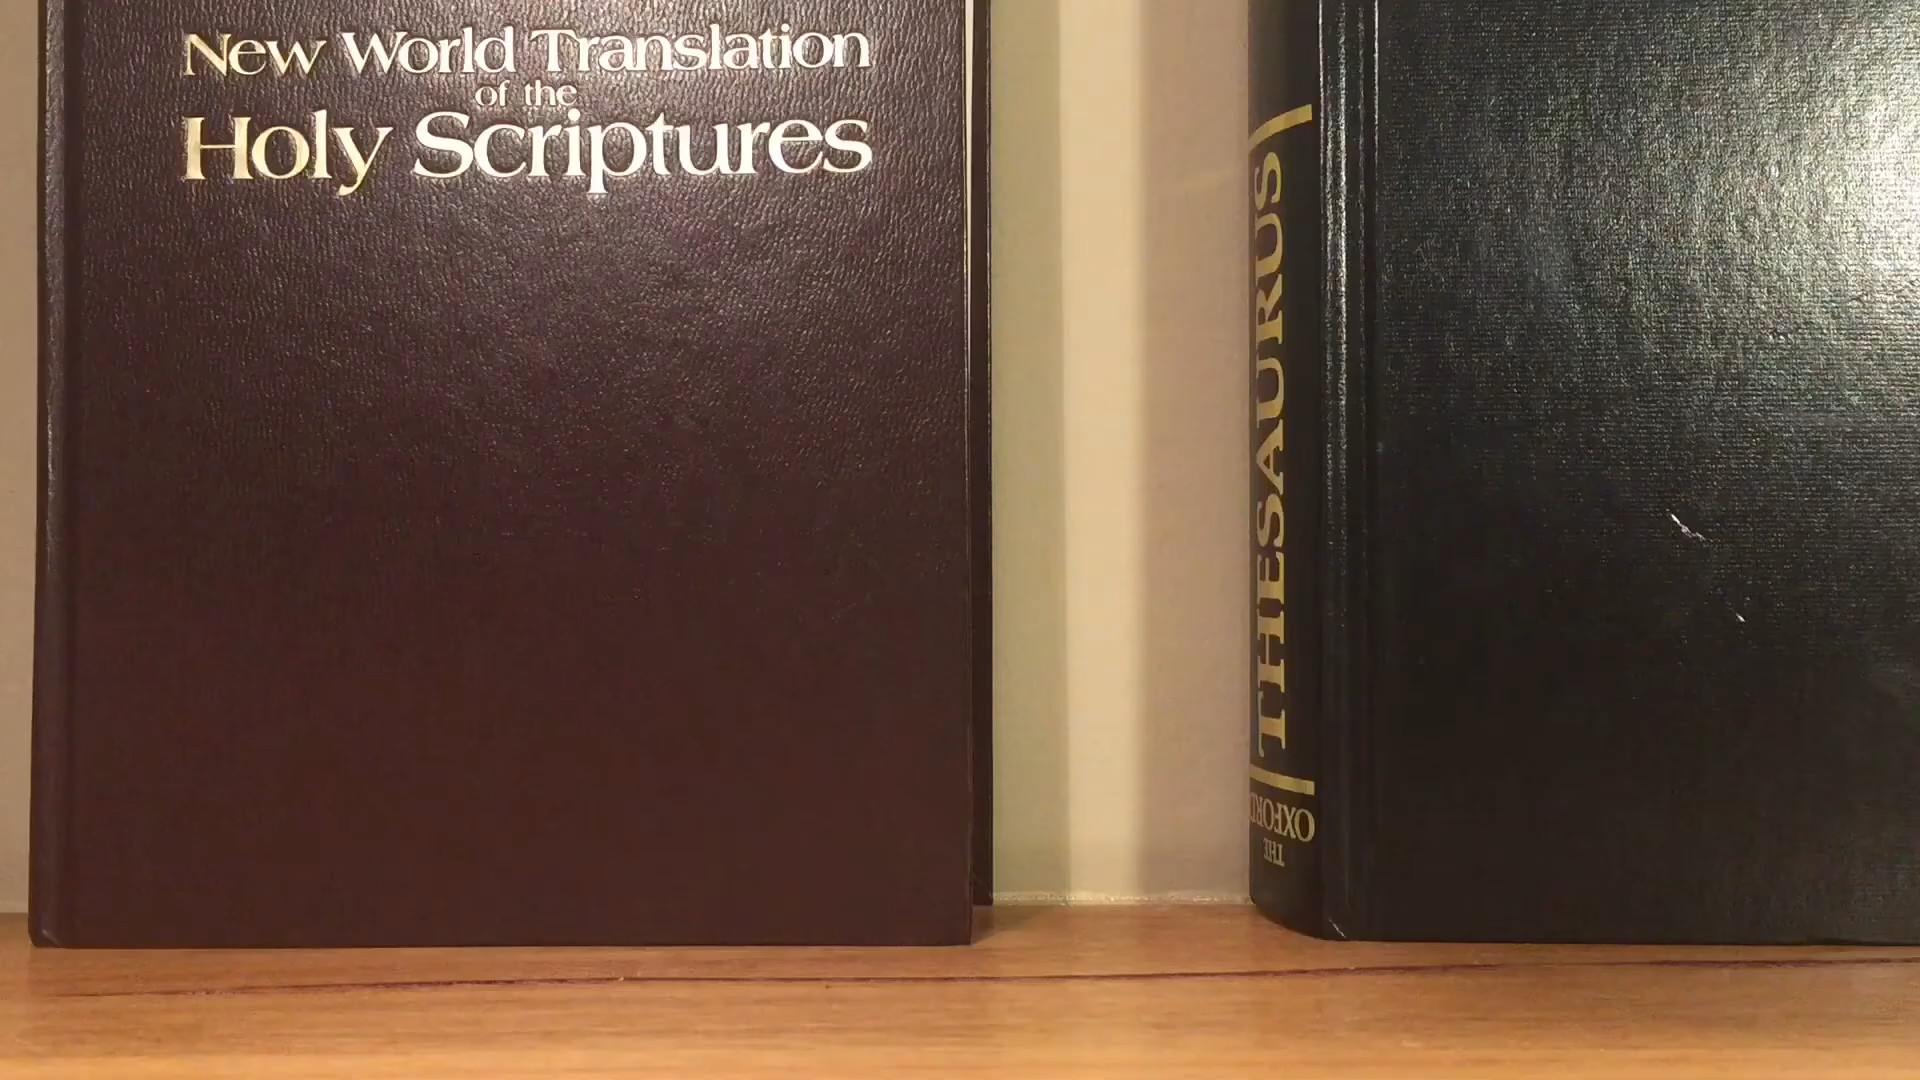 New World Translation
of the
Holy Scriptures
THESAURUS
OXFORD
THE